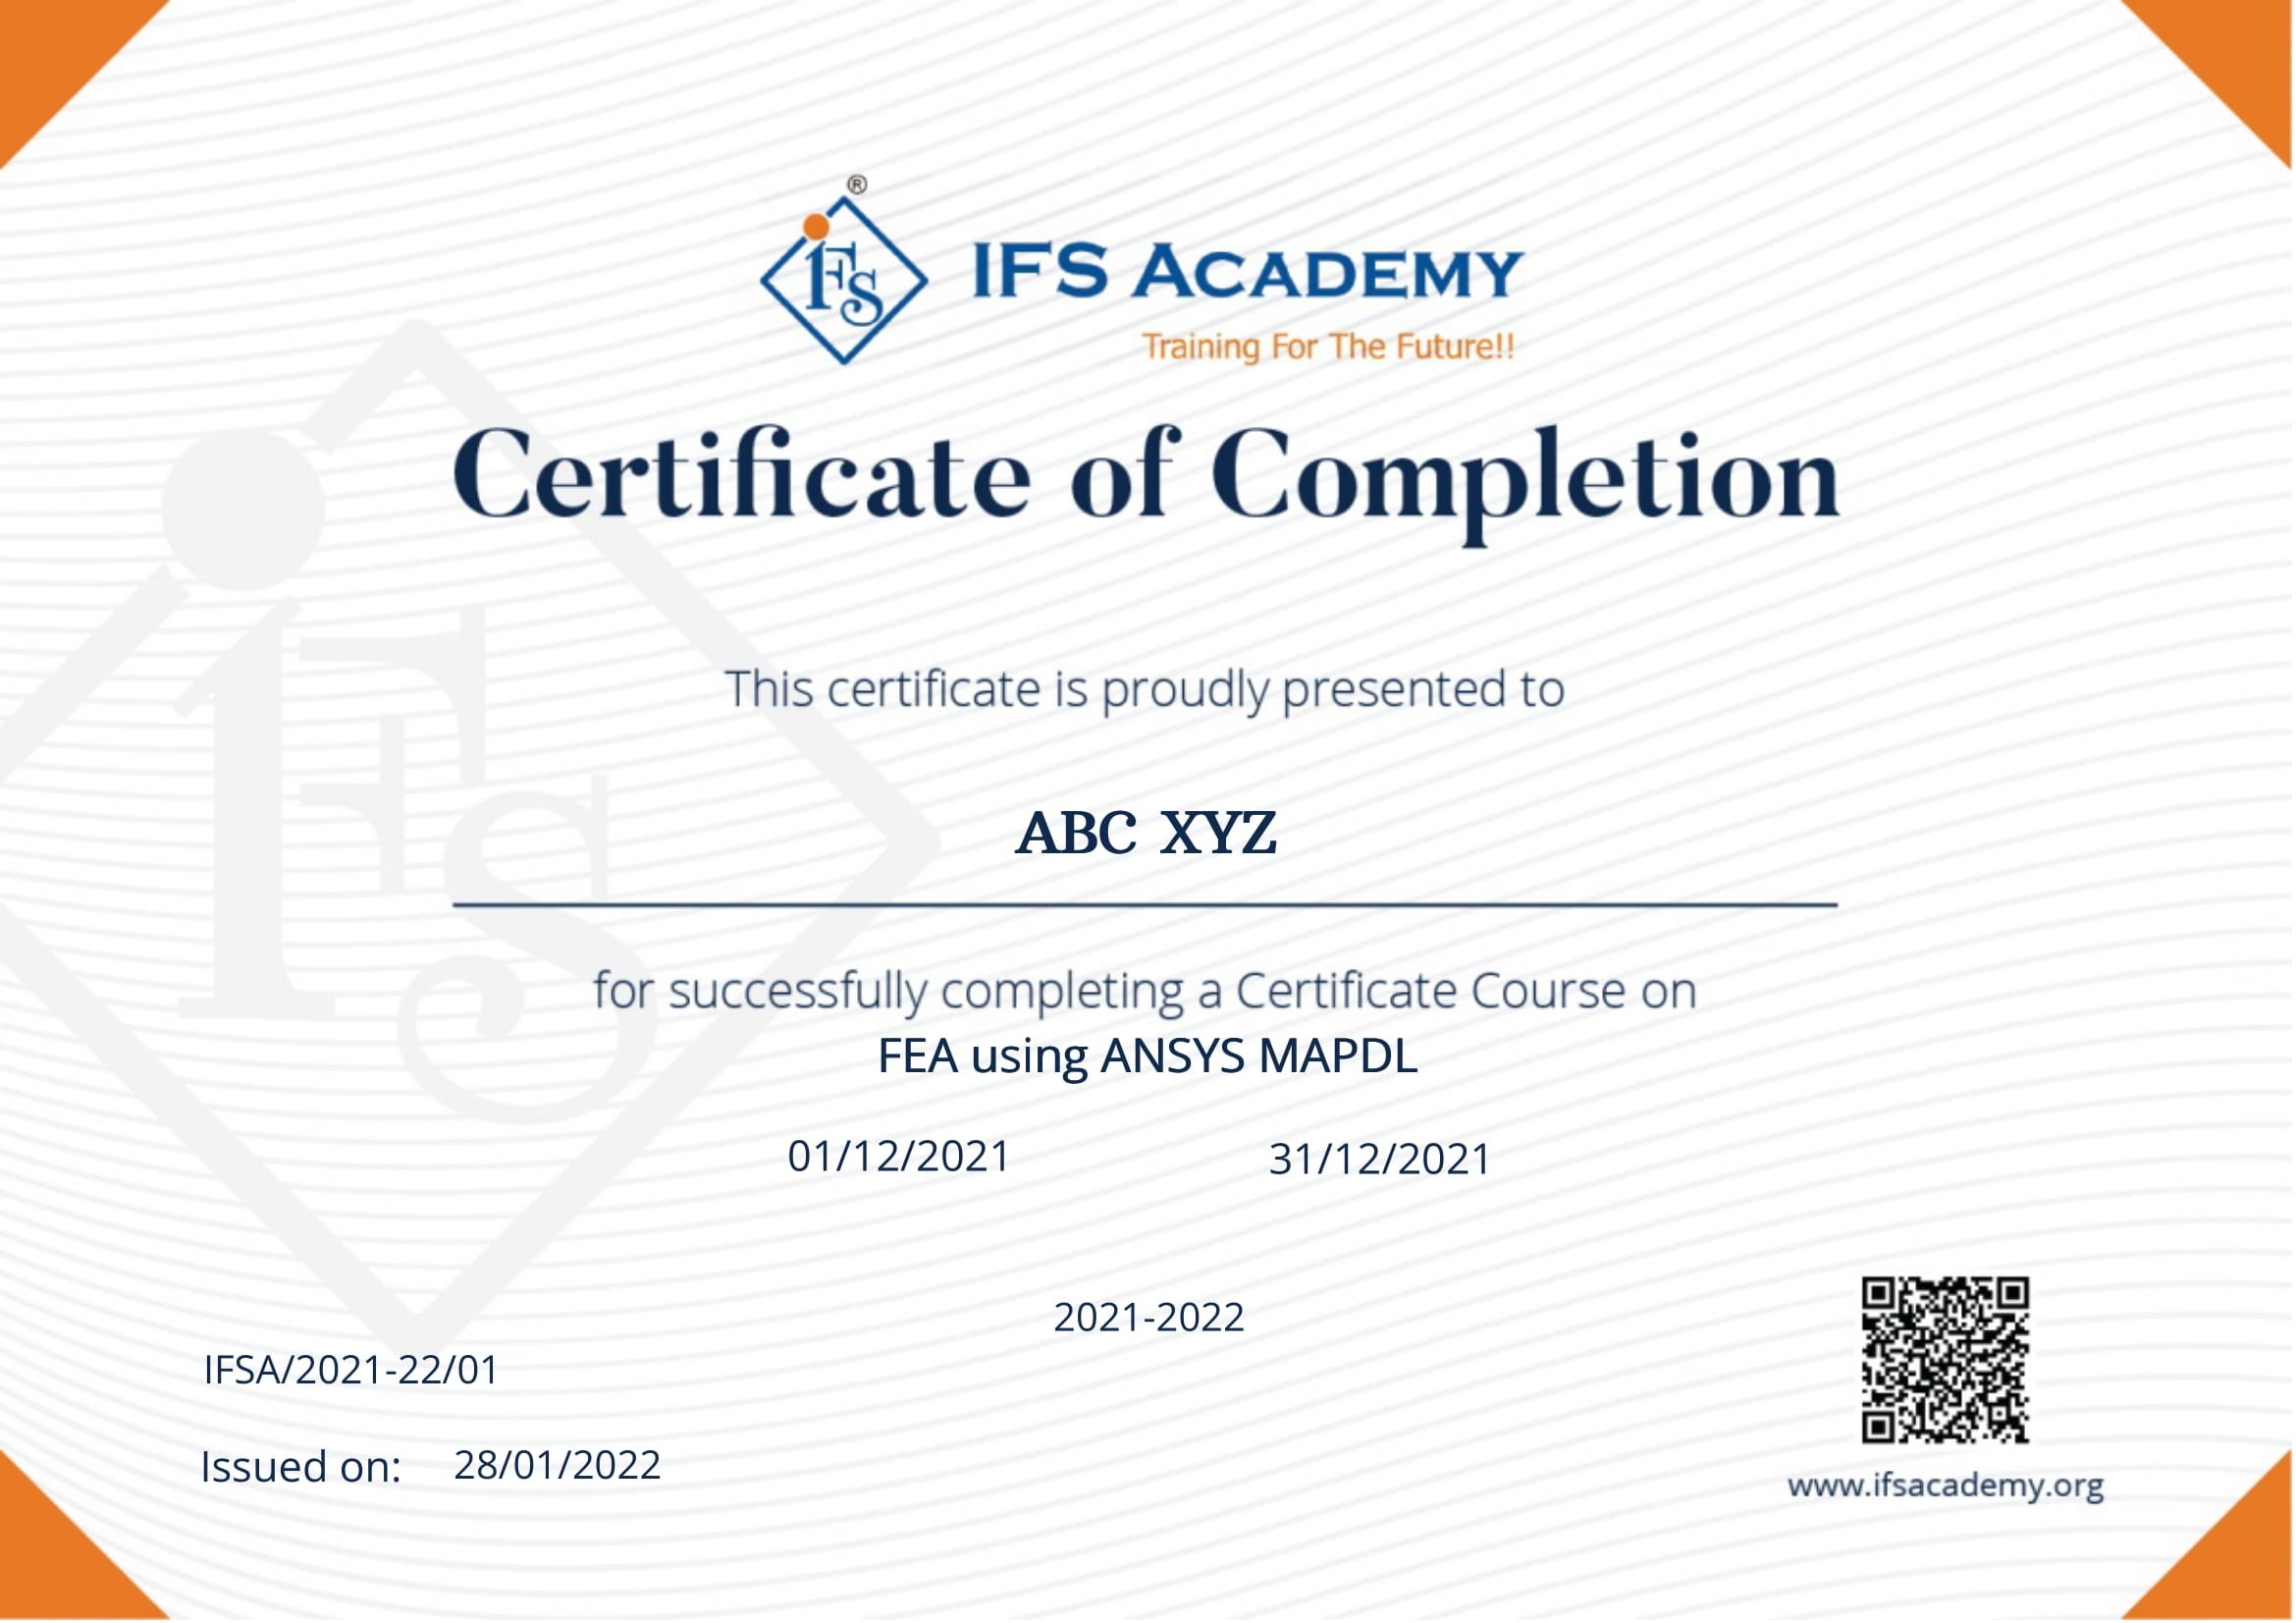 ®
iFS
IFS ACADEMY
Training For The Future!!
Certificate of Completion
iFS
This certificate is proudly presented to
ABC XYZ
for successfully completing a Certificate Course on
FEA using ANSYS MAPDL
01/12/2021 31/12/2021
2021-2022
IFSA/2021-22/01
Issued on: 28/01/2022
www.ifsacademy.org